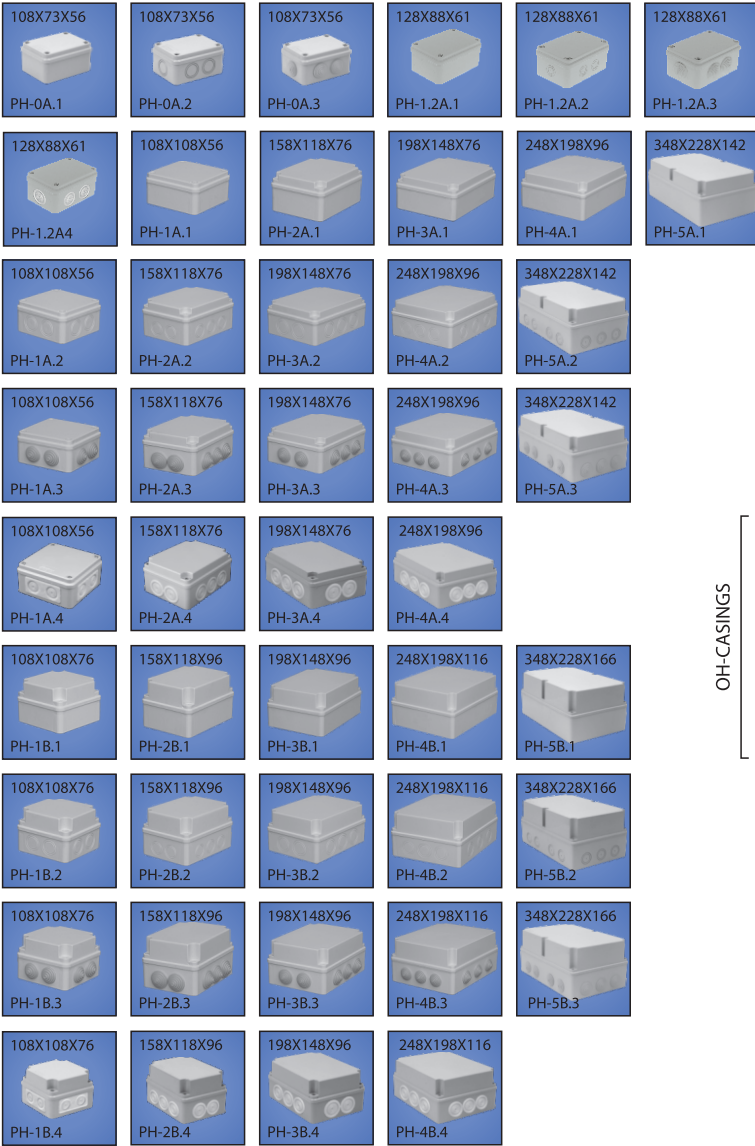 108X73X56
PH-0A.1
108X73X56
PH-0A.2
108X73X56
PH-0A.3
128X88X61
PH-1.2A.1
128X88X61
PH-1.2A.2
128X88X61
PH-1.2A.3
128X88X61
PH-1.2A4
108X108X56
PH-1A.1
158X118X76
PH-2A.1
198X148X76
PH-3A.1
248X198X96
PH-4A.1
348X228X142
PH-5A.1
108X108X56
PH-1A.2
158X118X76
PH-2A.2
198X148X76
PH-3A.2
248X198X96
PH-4A.2
348X228X142
PH-5A.2
108X108X56
PH-1A.3
158X118X76
PH-2A.3
198X148X76
PH-3A.3
248X198X96
PH-4A.3
348X228X142
PH-5A.3
108X108X56
PH-1A.4
158X118X76
PH-2A.4
198X148X76
PH-3A.4
248X198X96
PH-4A.4
OH-CASINGS
108X108X76
PH-1B.1
158X118X96
PH-2B.1
198X148X96
PH-3B.1
248X198X116
PH-4B.1
348X228X166
PH-5B.1
108X108X76
PH-1B.2
158X118X96
PH-2B.2
198X148X96
PH-3B.2
248X198X116
PH-4B.2
348X228X166
PH-5B.2
108X108X76
PH-1B.3
158X118X96
PH-2B.3
198X148X96
PH-3B.3
248X198X116
PH-4B.3
348X228X166
PH-5B.3
108X108X76
PH-1B.4
158X118X96
PH-2B.4
198X148X96
PH-3B.4
248X198X116
PH-4B.4